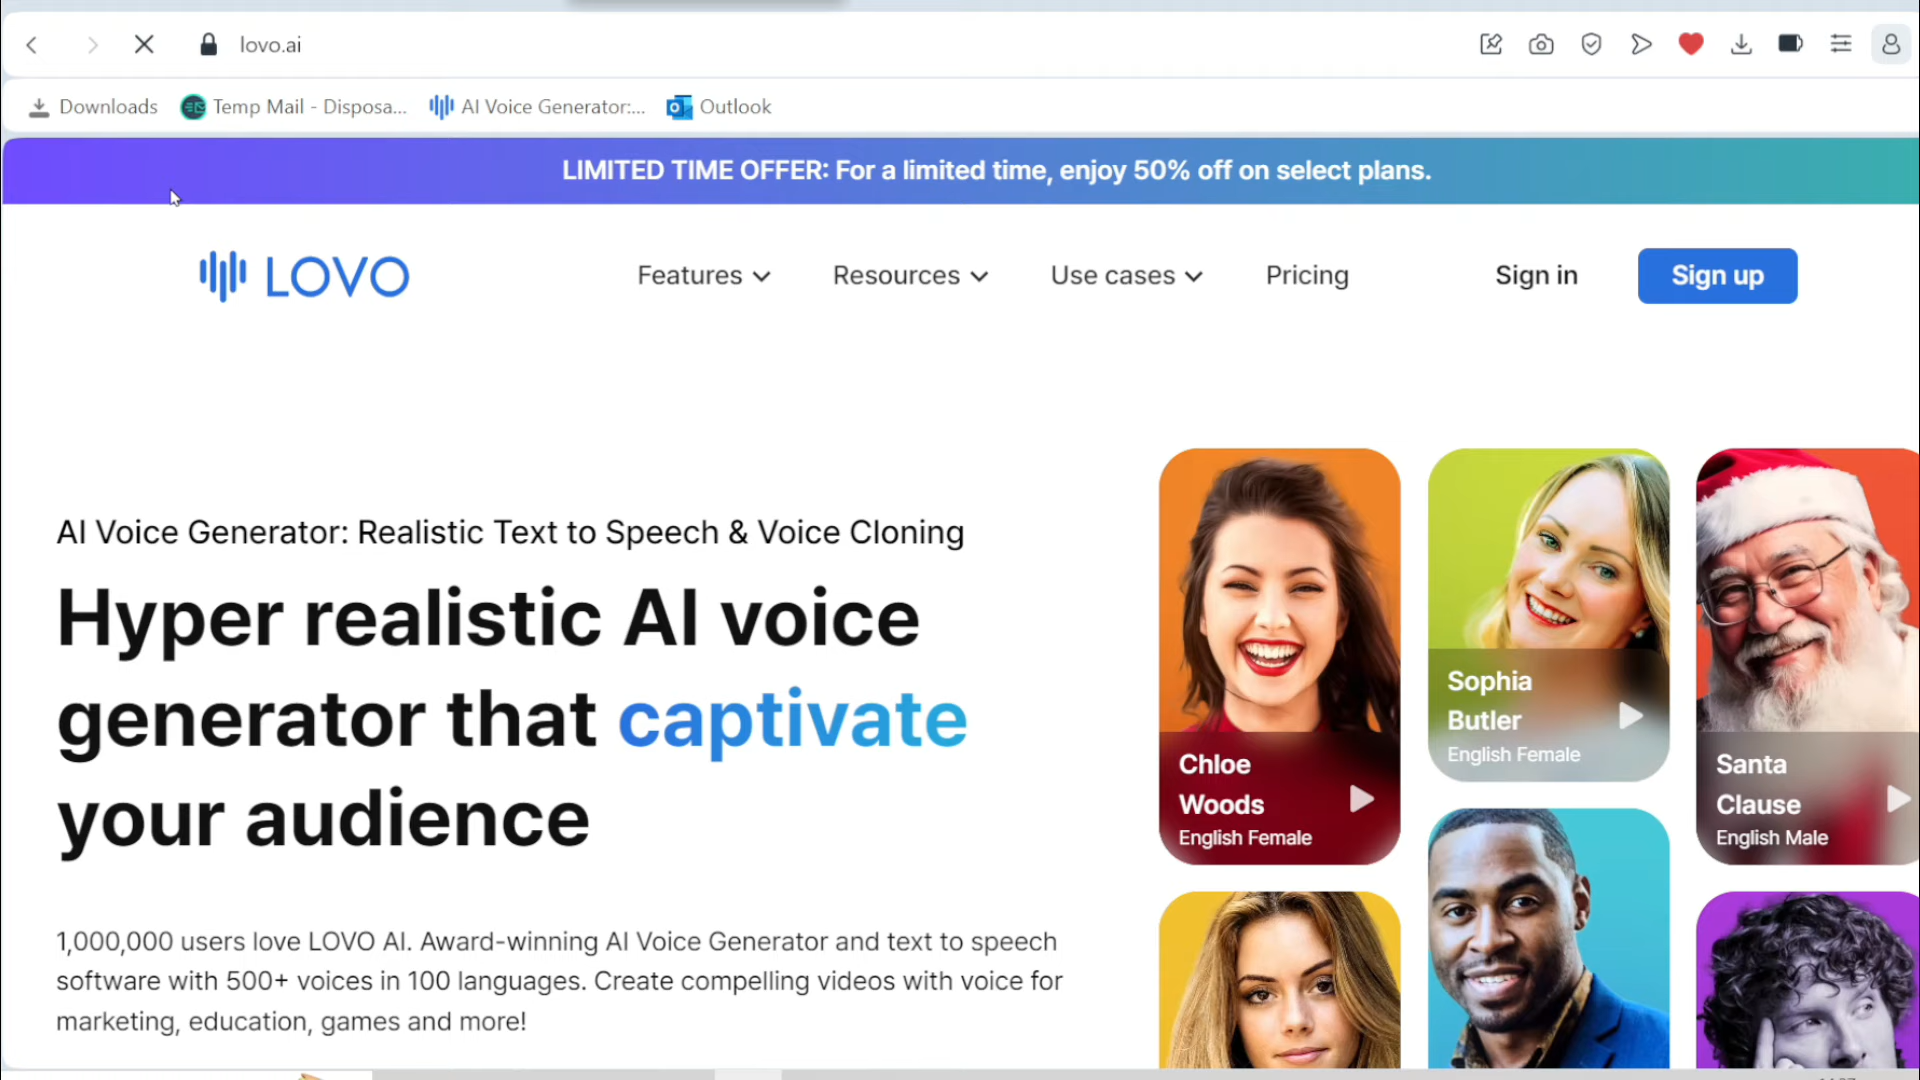 lovo.ai
Downloads
Temp Mail - Disposa...
AI Voice Generator:...
Outlook
LIMITED TIME OFFER: For a limited time, enjoy 50% off on select plans.
LOVO
Features
Resources
Use cases
Pricing
Sign in
Sign up
AI Voice Generator: Realistic Text to Speech & Voice Cloning
Hyper realistic AI voice
generator that captivate
your audience
1,000,000 users love LOVO AI. Award-winning AI Voice Generator and text to speech
software with 500+ voices in 100 languages. Create compelling videos with voice for
marketing, education, games and more!
Chloe
Woods
English Female
Sophia
Butler
English Female
Santa
Clause
English Male